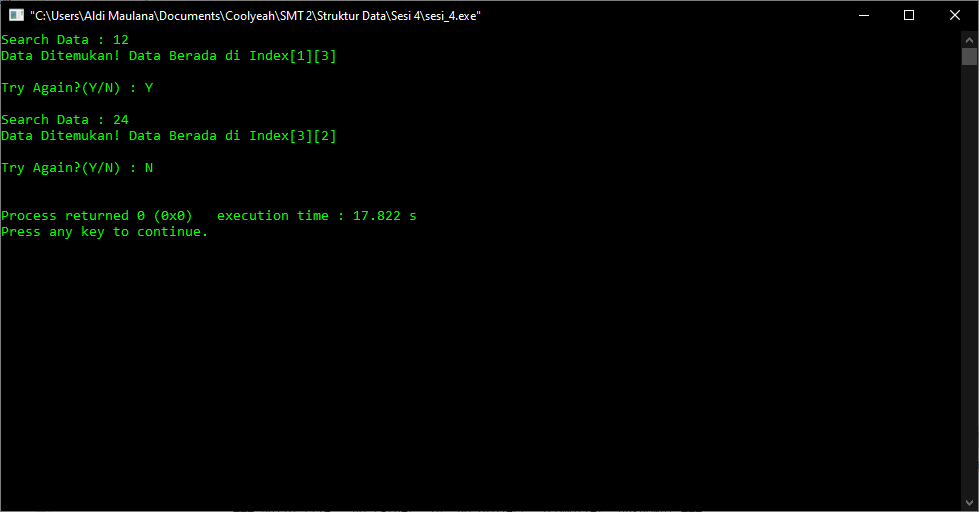 "C:\Users\Aldi Maulana\Documents\Coolyeah\SMT 2\Struktur Data\Sesi 4\sesi_4.exe"
Search Data : 12
Data Ditemukan! Data Berada di Index[1][3]
Try Again?(Y/N) : Y
Search Data : 24
Data Ditemukan! Data Berada di Index[3][2]
Try Again?(Y/N) : N
Process returned 0 (0x0)   execution time : 17.822 s
Press any key to continue.